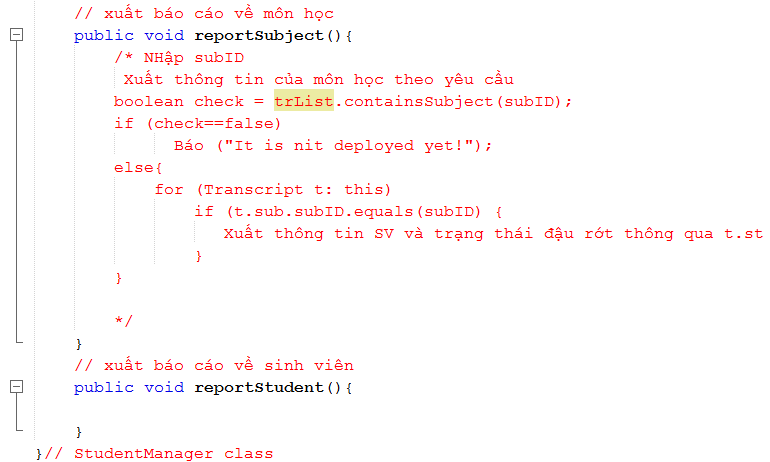 // xuất báo cáo về môn học
public void reportSubject(){
/* NHập subID
Xuất thông tin của môn học theo yêu cầu
boolean check = trList.containsSubject(subID);
if (check==false)
Báo ("It is nit deployed yet!");
else{
for (Transcript t: this)
if (t.sub.subID.equals(subID) {
Xuất thông tin SV và trạng thái đậu rớt thông qua t.st
}
}
*/
}
// xuất báo cáo về sinh viên
public void reportStudent(){
}
}// StudentManager class